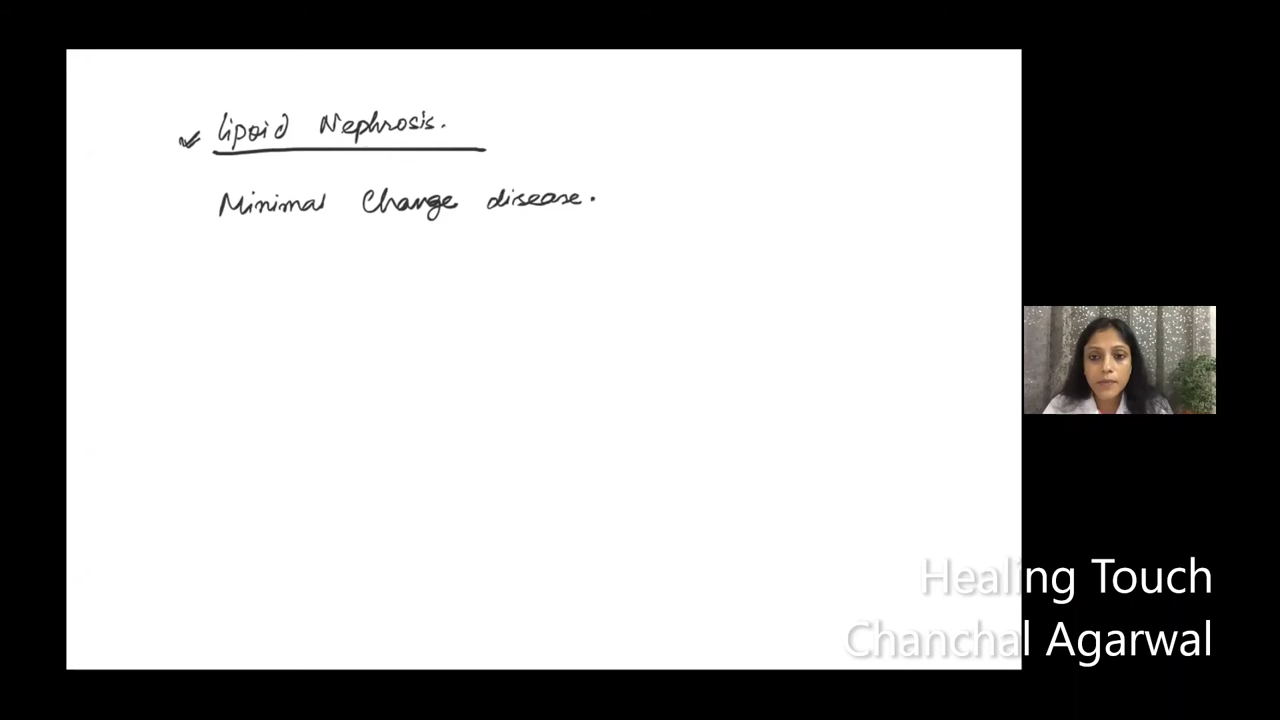 Lipoid Nephrosis.
Minimal Change disease.
Healing Touch
Chanchal Agarwal